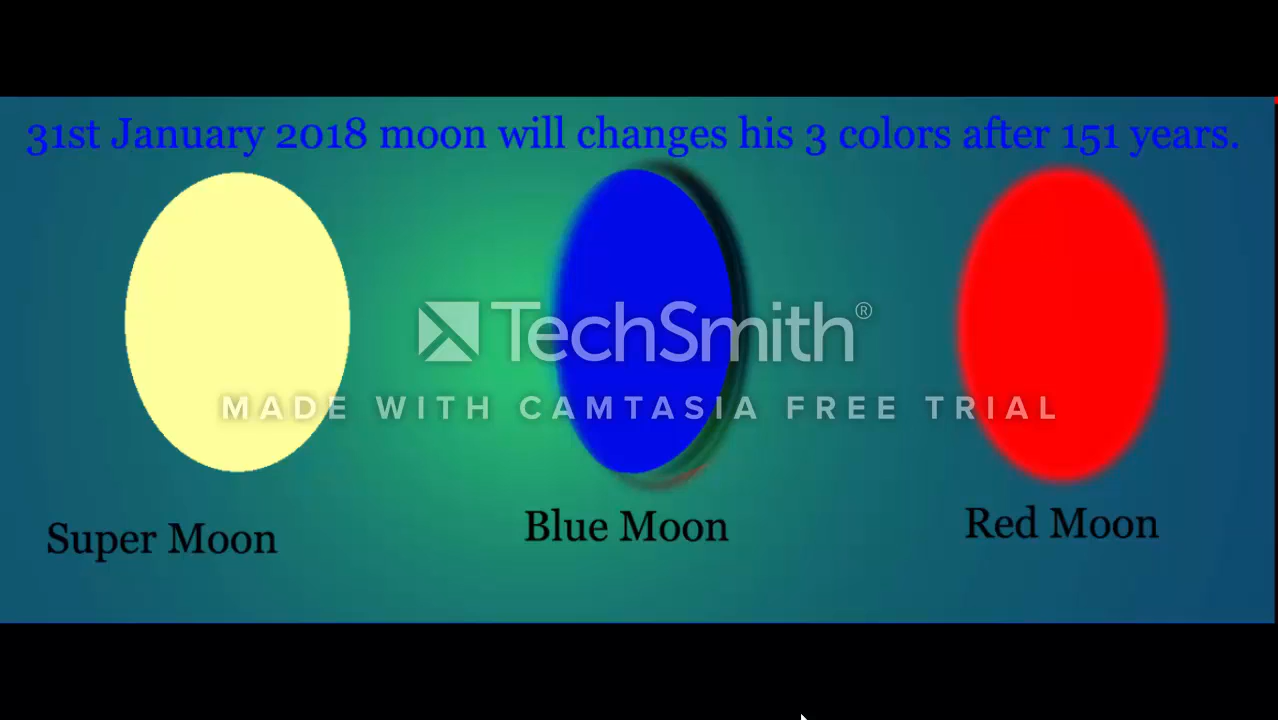 31st January 2018 moon will changes his 3 colors after 151 years.
TechSmith®
MADE WITH CAMTASIA FREE TRIAL
Super Moon
Blue Moon
Red Moon